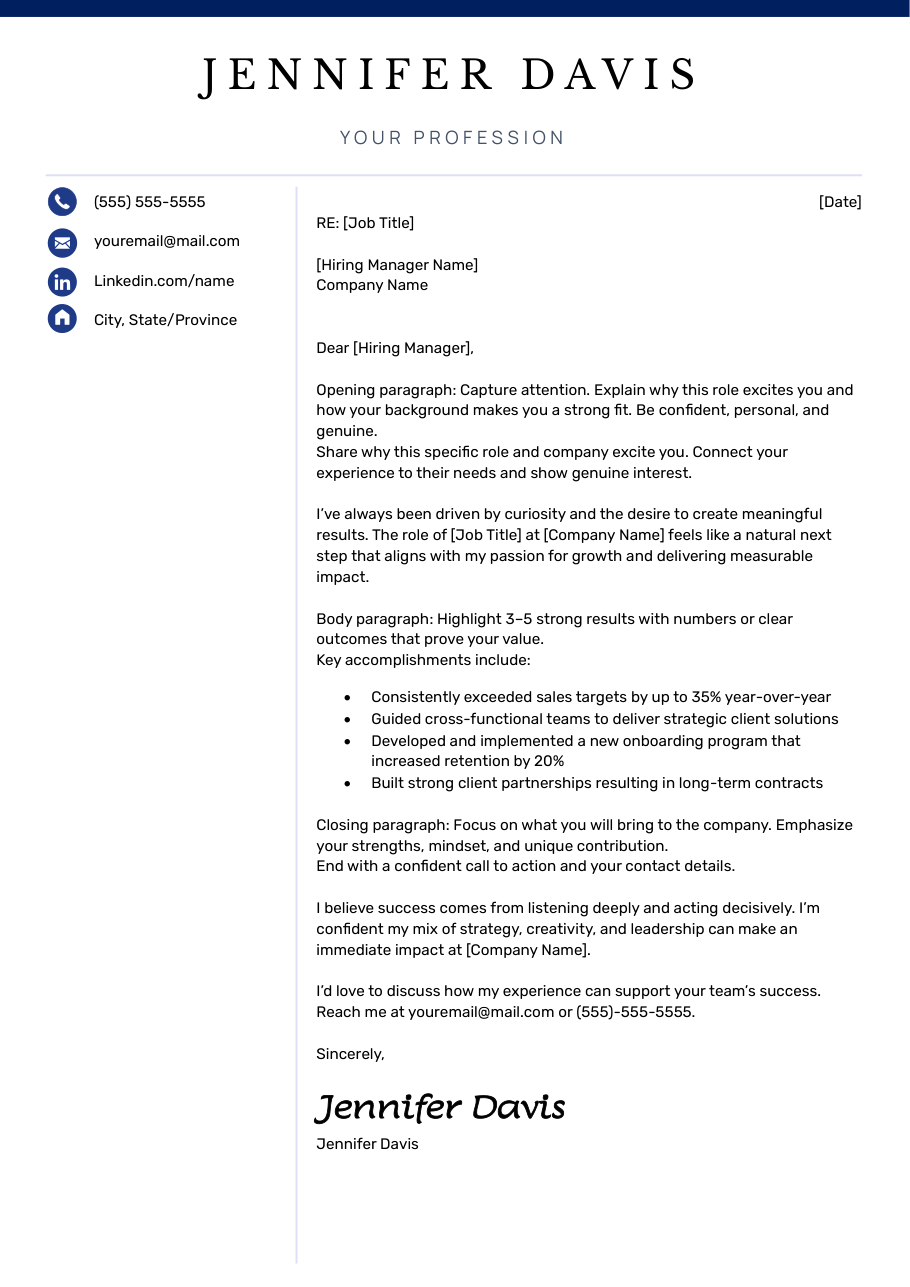 JENNIFER DAVIS
YOUR PROFESSION
(555) 555-5555
youremail@mail.com
Linkedin.com/name
City, State/Province
[Date]
RE: [Job Title]
[Hiring Manager Name]
Company Name
Dear [Hiring Manager],
Opening paragraph: Capture attention. Explain why this role excites you and
how your background makes you a strong fit. Be confident, personal, and
genuine.
Share why this specific role and company excite you. Connect your
experience to their needs and show genuine interest.
I’ve always been driven by curiosity and the desire to create meaningful
results. The role of [Job Title] at [Company Name] feels like a natural next
step that aligns with my passion for growth and delivering measurable
impact.
Body paragraph: Highlight 3–5 strong results with numbers or clear
outcomes that prove your value.
Key accomplishments include:
• Consistently exceeded sales targets by up to 35% year-over-year
• Guided cross-functional teams to deliver strategic client solutions
• Developed and implemented a new onboarding program that
increased retention by 20%
• Built strong client partnerships resulting in long-term contracts
Closing paragraph: Focus on what you will bring to the company. Emphasize
your strengths, mindset, and unique contribution.
End with a confident call to action and your contact details.
I believe success comes from listening deeply and acting decisively. I’m
confident my mix of strategy, creativity, and leadership can make an
immediate impact at [Company Name].
I’d love to discuss how my experience can support your team’s success.
Reach me at youremail@mail.com or (555)-555-5555.
Sincerely,
Jennifer Davis
Jennifer Davis